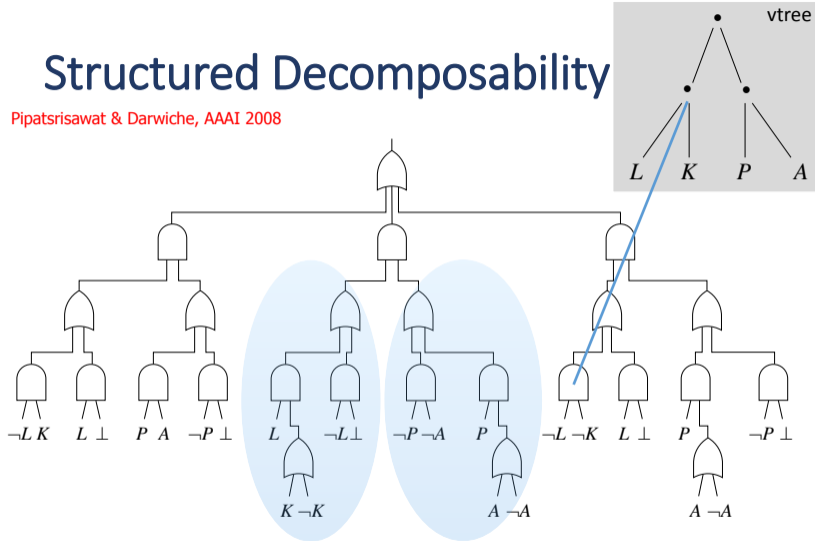 vtree
Structured Decomposability
Pipatsrisawat & Darwiche, AAAI 2008
L K P A
¬L K L ⊥ P A ¬P ⊥ L ¬L⊥ ¬P¬A P ¬L ¬K L ⊥ P ¬P ⊥
K ¬K A ¬A A ¬A